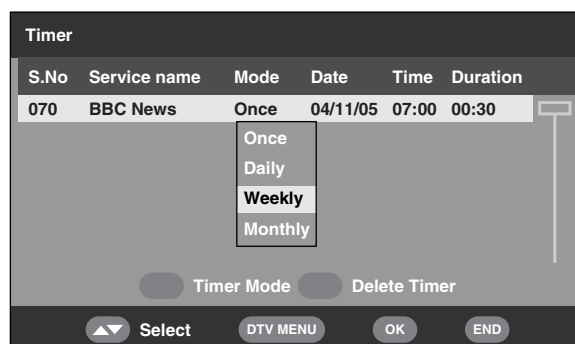 Timer
S.No Service name Mode Date Time Duration
070 BBC News Once 04/11/05 07:00 00:30
Once
Daily
Weekly
Monthly
Timer Mode Delete Timer
Select DTV MENU OK END